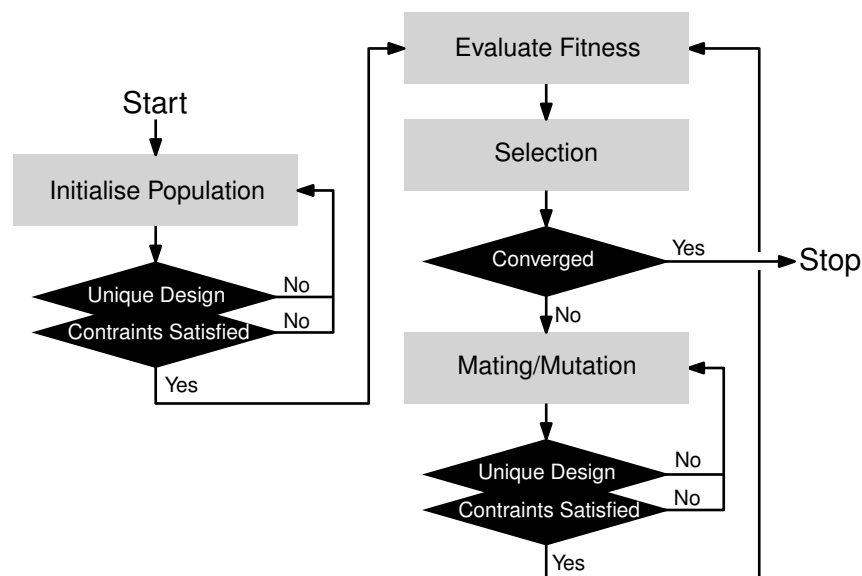 Start
Initialise Population
Unique Design
No
Contraints Satisfied
No
Yes
Evaluate Fitness
Selection
Converged
Yes
Stop
No
Mating/Mutation
Unique Design
No
Contraints Satisfied
No
Yes